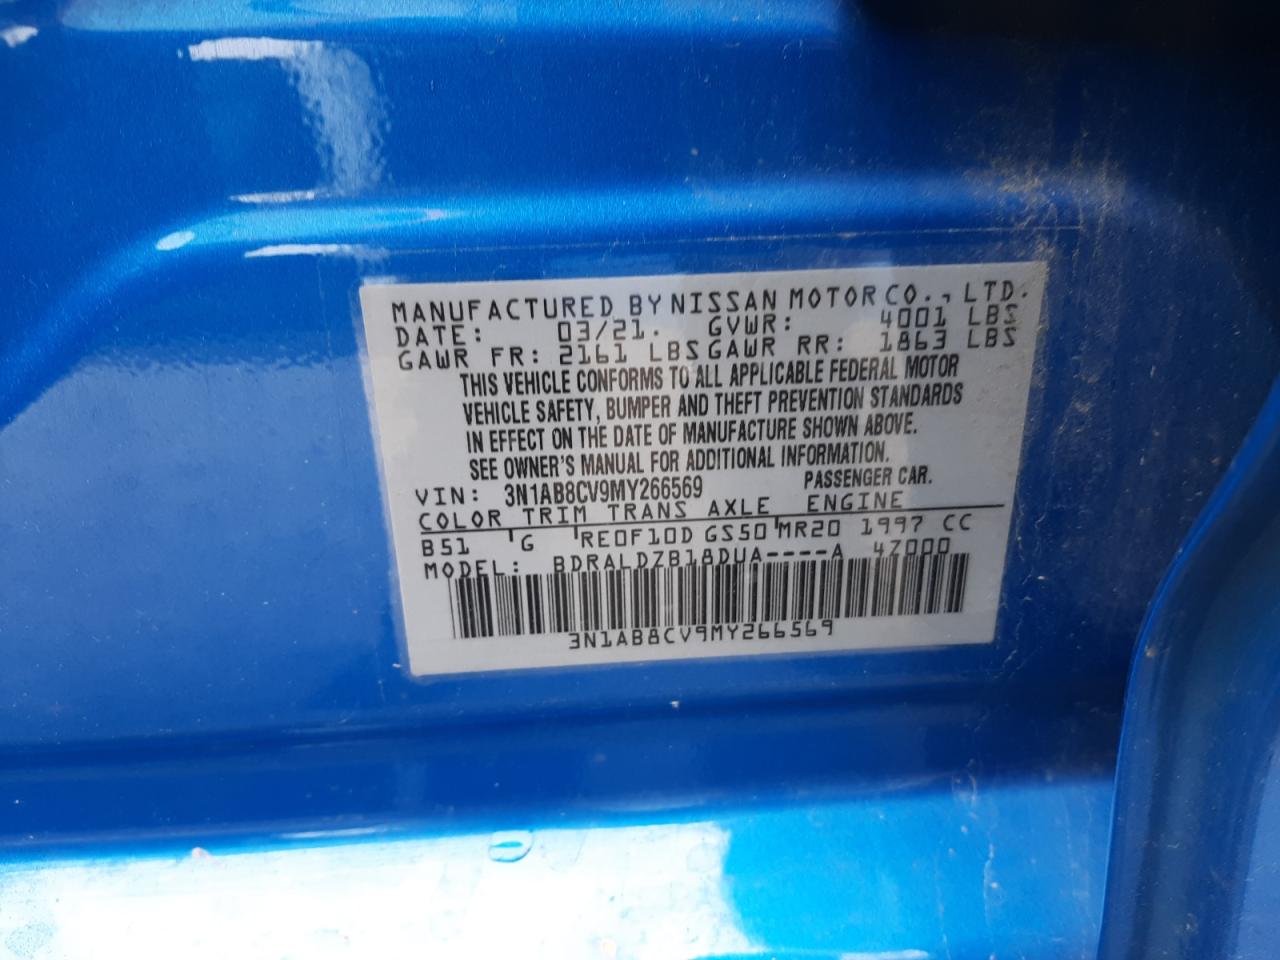 MANUFACTURED BY NISSAN MOTOR CO., LTD.
DATE: 03/21. GVWR: 4001 LBS
GAWR FR: 2161 LBS GAWR RR: 1863 LBS
THIS VEHICLE CONFORMS TO ALL APPLICABLE FEDERAL MOTOR
VEHICLE SAFETY, BUMPER AND THEFT PREVENTION STANDARDS
IN EFFECT ON THE DATE OF MANUFACTURE SHOWN ABOVE.
SEE OWNER'S MANUAL FOR ADDITIONAL INFORMATION.
VIN: 3N1AB8CV9MY266569 PASSENGER CAR.
COLOR TRIM TRANS AXLE ENGINE
B51 G RE0F10D GS50 MR20 1997 CC
MODEL: BDRALDZB18DUA----A 47000
3N1AB8CV9MY266569